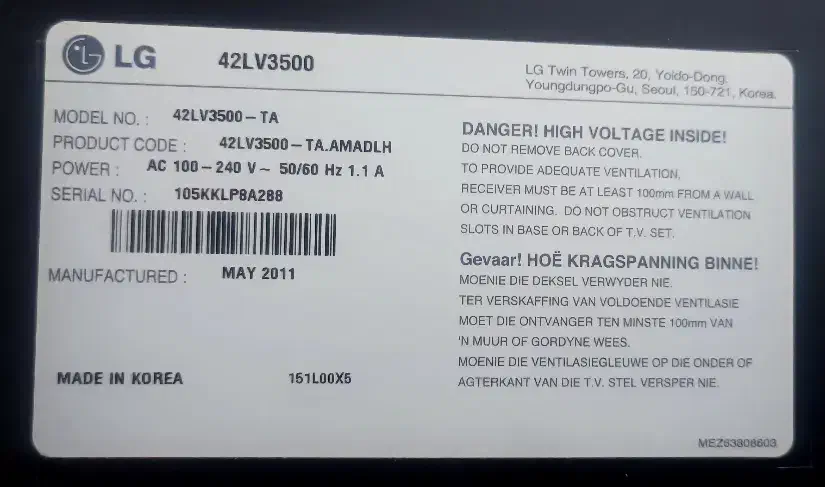 LG 42LV3500
LG Twin Towers, 20, Yoido-Dong,
Youngdungpo-Gu, Seoul, 150-721, Korea.
MODEL NO. : 42LV3500-TA
PRODUCT CODE : 42LV3500-TA.AMADLH
POWER : AC 100-240 V~ 50/60 Hz 1.1 A
SERIAL NO. : 105KKLP8A288
MANUFACTURED : MAY 2011
MADE IN KOREA 151L00X5
DANGER! HIGH VOLTAGE INSIDE!
DO NOT REMOVE BACK COVER.
TO PROVIDE ADEQUATE VENTILATION,
RECEIVER MUST BE AT LEAST 100mm FROM A WALL
OR CURTAINING. DO NOT OBSTRUCT VENTILATION
SLOTS IN BASE OR BACK OF T.V. SET.
Gevaar! HOË KRAGSPANNING BINNE!
MOENIE DIE DEKSEL VERWYDER NIE.
TER VERSKAFFING VAN VOLDOENDE VENTILASIE
MOET DIE ONTVANGER TEN MINSTE 100mm VAN
'N MUUR OF GORDYNE WEES.
MOENIE DIE VENTILASIEGLEUWE OP DIE ONDER OF
AGTERKANT VAN DIE T.V. STEL VERSPER NIE.
MEZ63808603